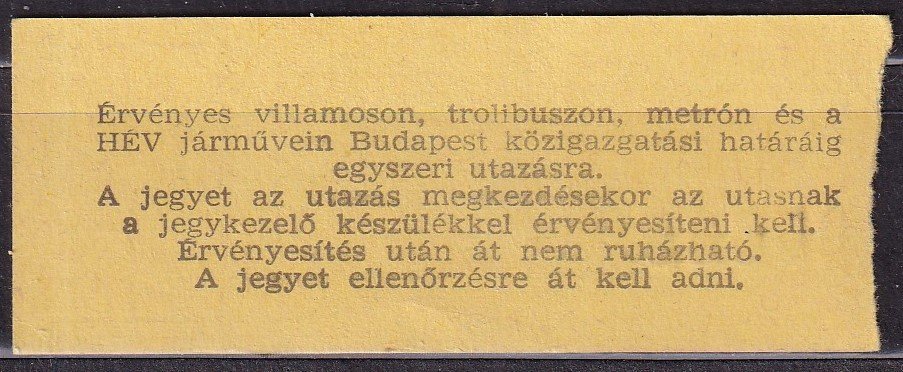 Érvényes villamoson, trolibuszon, metrón és a
HÉV járművein Budapest közigazgatási határáig
egyszeri utazásra.
A jegyet az utazás megkezdésekor az utasnak
a jegykezelő készülékkel érvényesíteni kell.
Érvényesítés után át nem ruházható.
A jegyet ellenőrzésre át kell adni.